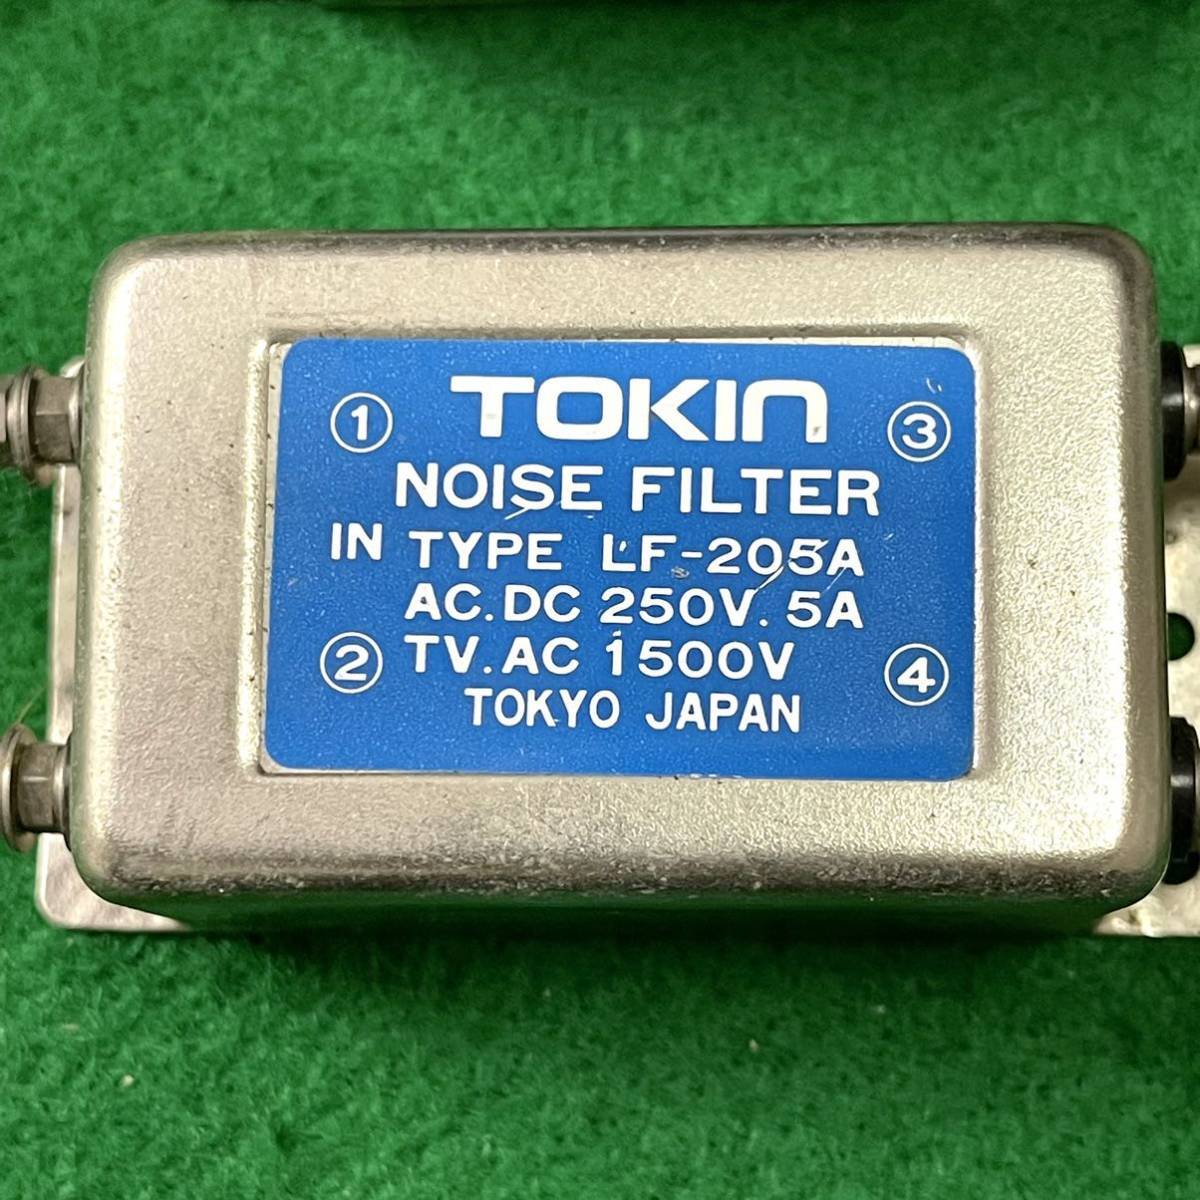 TOKIN
① ③
NOISE FILTER
IN TYPE LF-205A
AC.DC 250V. 5A
② TV.AC 1500V ④
TOKYO JAPAN